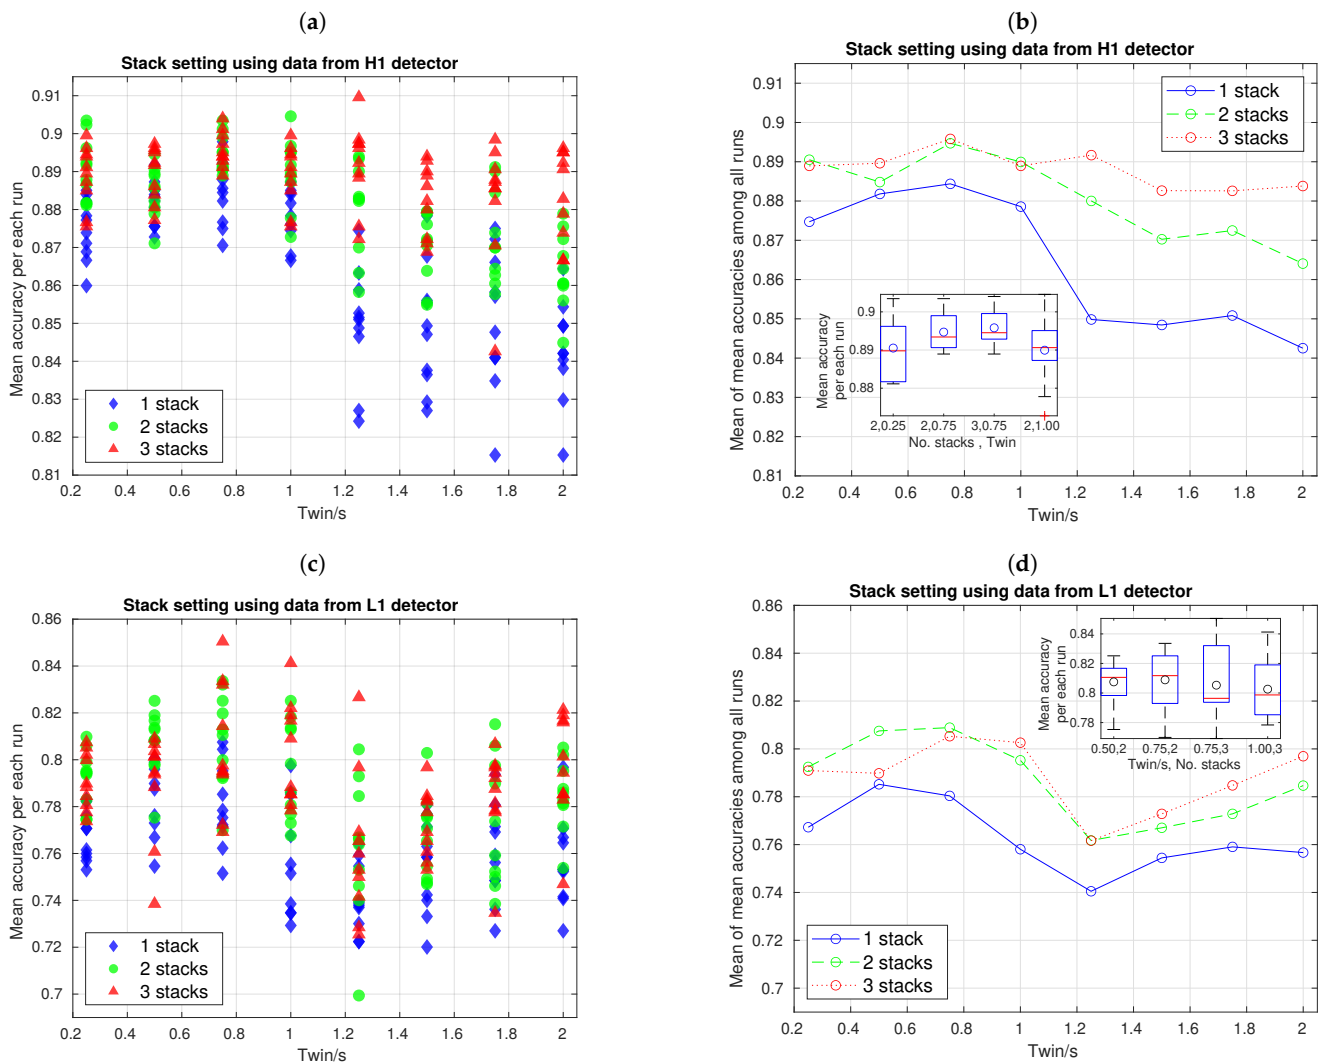 (a)
Stack setting using data from H1 detector
Mean accuracy per each run
0.91
0.9
0.89
0.88
0.87
0.86
0.85
0.84
0.83
0.82
0.81
1 stack
2 stacks
3 stacks
0.2 0.4 0.6 0.8 1 1.2 1.4 1.6 1.8 2
Twin/s
(b)
Stack setting using data from H1 detector
Mean of mean accuracies among all runs
0.91
0.9
0.89
0.88
0.87
0.86
0.85
0.84
0.83
0.82
0.81
1 stack
2 stacks
3 stacks
Mean accuracy
per each run
0.9
0.89
0.88
2,0.25 2,0.75 3,0.75 2,1.00
No. stacks , Twin
0.2 0.4 0.6 0.8 1 1.2 1.4 1.6 1.8 2
Twin/s
(c)
Stack setting using data from L1 detector
Mean accuracy per each run
0.86
0.84
0.82
0.8
0.78
0.76
0.74
0.72
0.7
1 stack
2 stacks
3 stacks
0.2 0.4 0.6 0.8 1 1.2 1.4 1.6 1.8 2
Twin/s
(d)
Stack setting using data from L1 detector
Mean of mean accuracies among all runs
0.86
0.84
0.82
0.8
0.78
0.76
0.74
0.72
0.7
Mean accuracy
per each run
0.84
0.82
0.8
0.78
0.50,2 0.75,2 0.75,3 1.00,3
Twin/s, No. stacks
1 stack
2 stacks
3 stacks
0.2 0.4 0.6 0.8 1 1.2 1.4 1.6 1.8 2
Twin/s